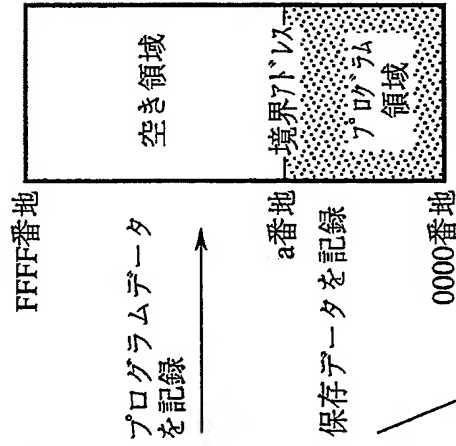 FFFF番地
空き領域
プログラムデータ
を記録
a番地
境界アドレス
保存データを記録
プログラム
領域
0000番地